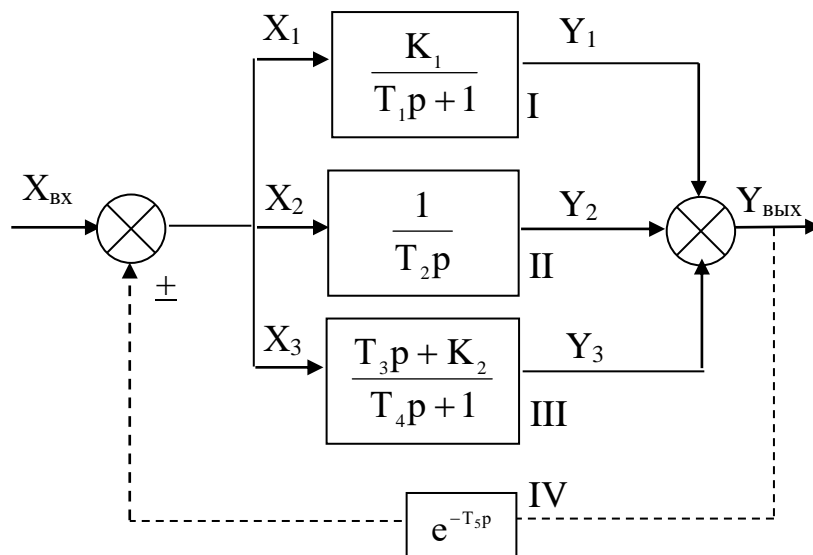 X₁
K₁
T₁p + 1
Y₁
I
Xвх
X₂
1
T₂p
Y₂
II
Yвых
±
X₃
T₃p + K₂
T₄p + 1
Y₃
III
IV
e^(−T₅p)